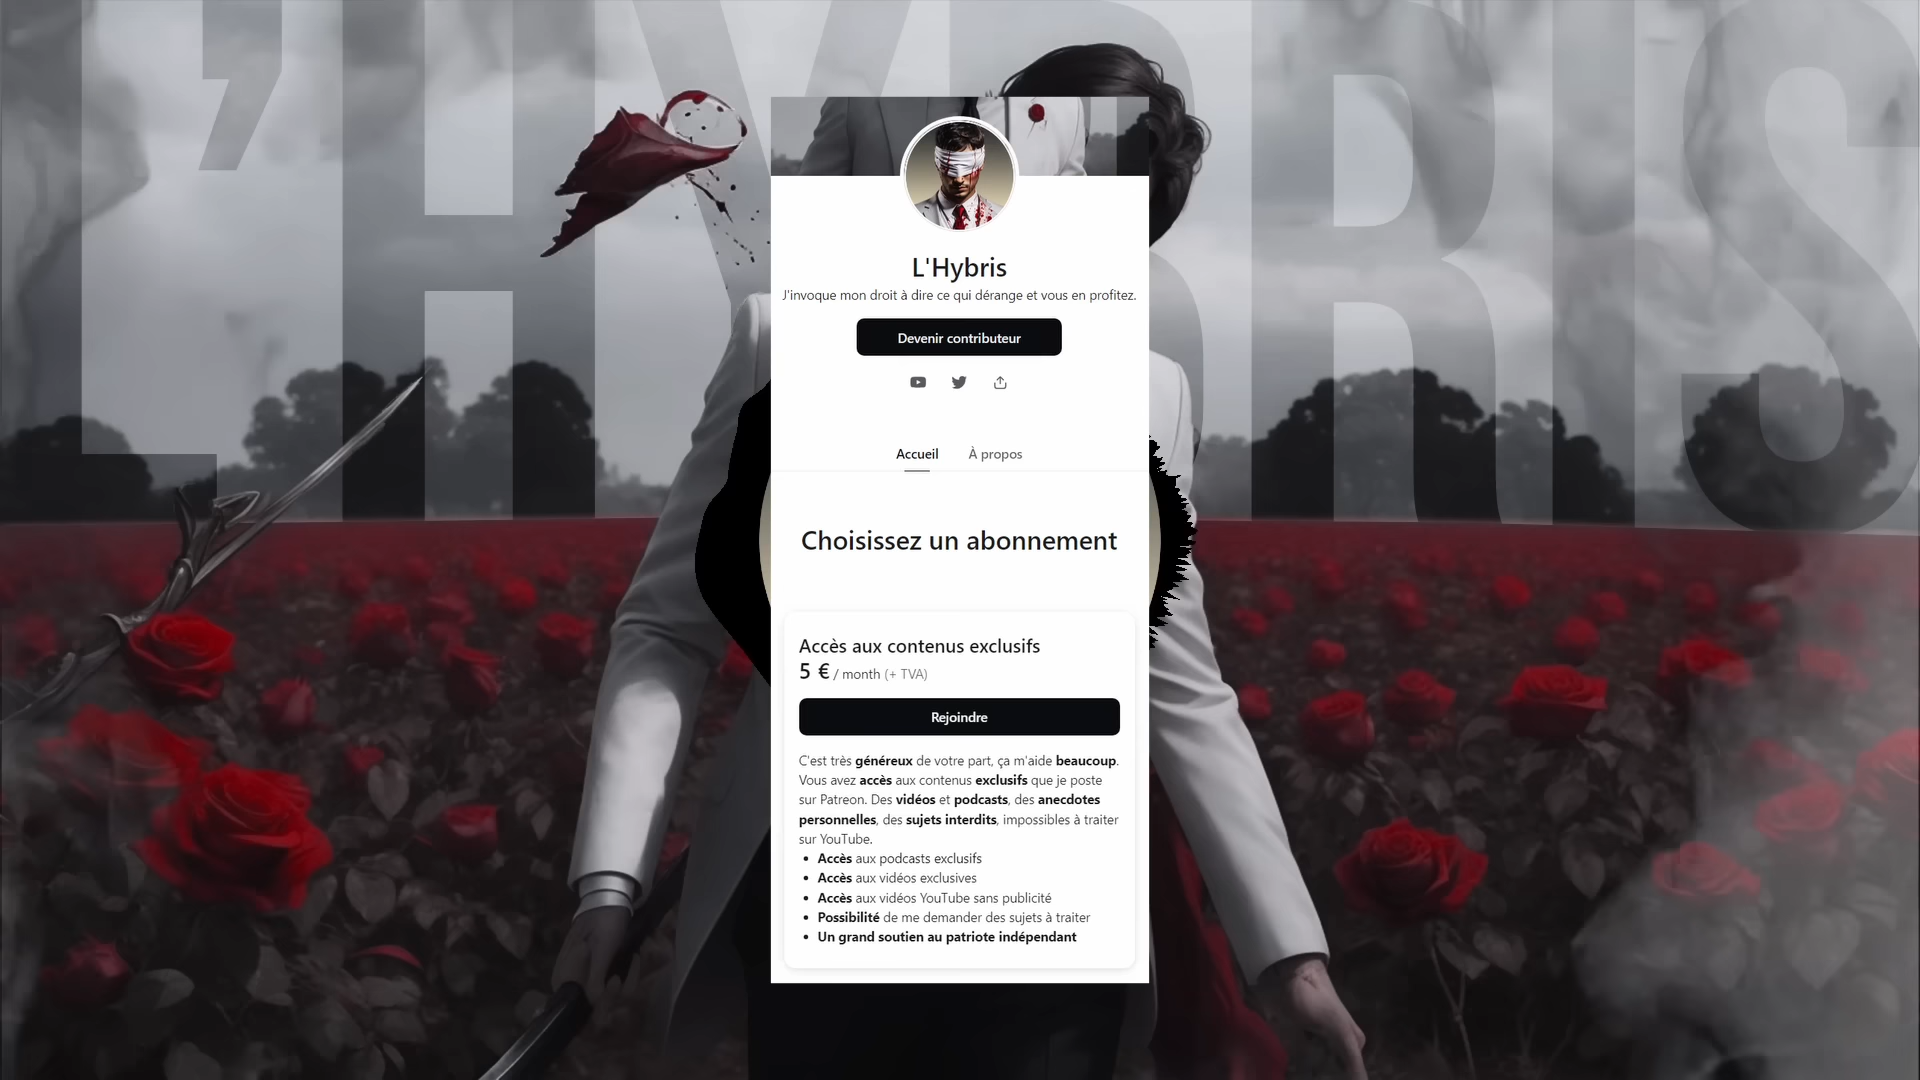 L'HYBRIS
L'Hybris
J'invoque mon droit à dire ce qui dérange et vous en profitez.
Devenir contributeur
Accueil À propos
Choisissez un abonnement
Accès aux contenus exclusifs
5 € / month (+ TVA)
Rejoindre
C'est très généreux de votre part, ça m'aide beaucoup.
Vous avez accès aux contenus exclusifs que je poste
sur Patreon. Des vidéos et podcasts, des anecdotes
personnelles, des sujets interdits, impossibles à traiter
sur YouTube.
• Accès aux podcasts exclusifs
• Accès aux vidéos exclusives
• Accès aux vidéos YouTube sans publicité
• Possibilité de me demander des sujets à traiter
• Un grand soutien au patriote indépendant